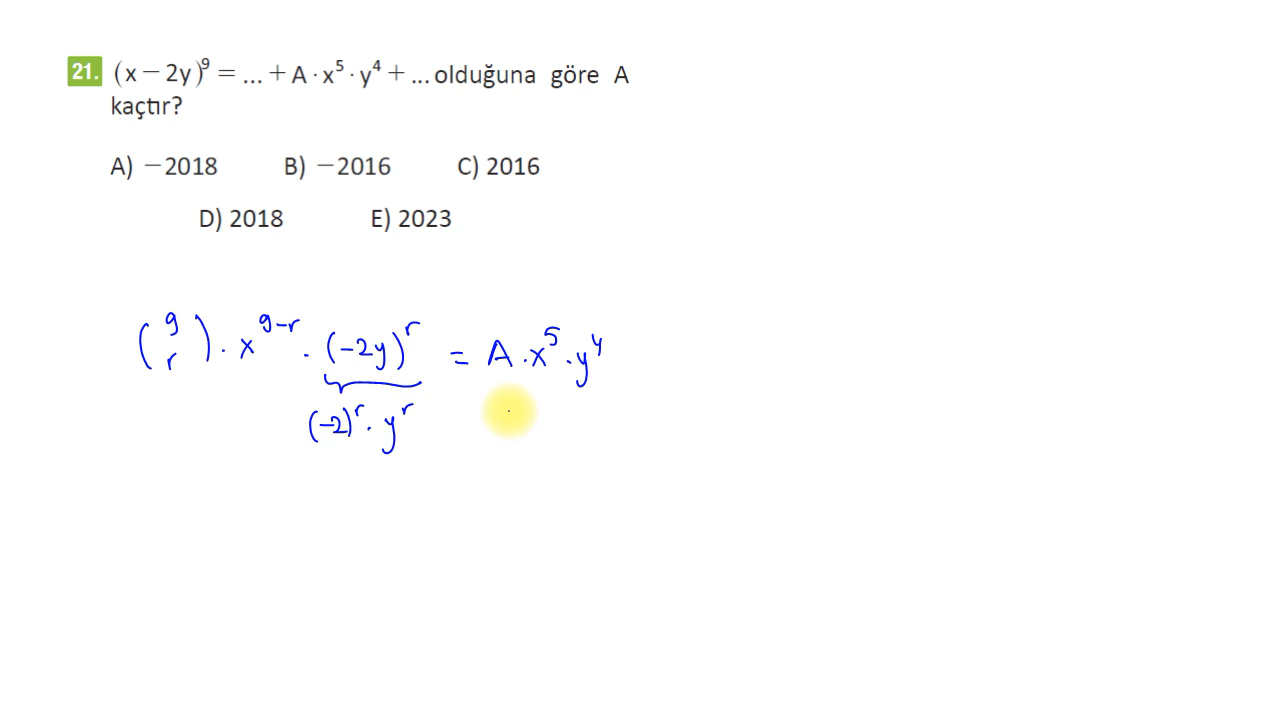 21. (x − 2y)⁹ = ... + A · x⁵ · y⁴ + ... olduğuna göre A
kaçtır?
A) −2018 B) −2016 C) 2016
D) 2018 E) 2023
(9 r) · x^(9−r) · (−2y)^r = A · x⁵ · y⁴
(−2)^r · y^r